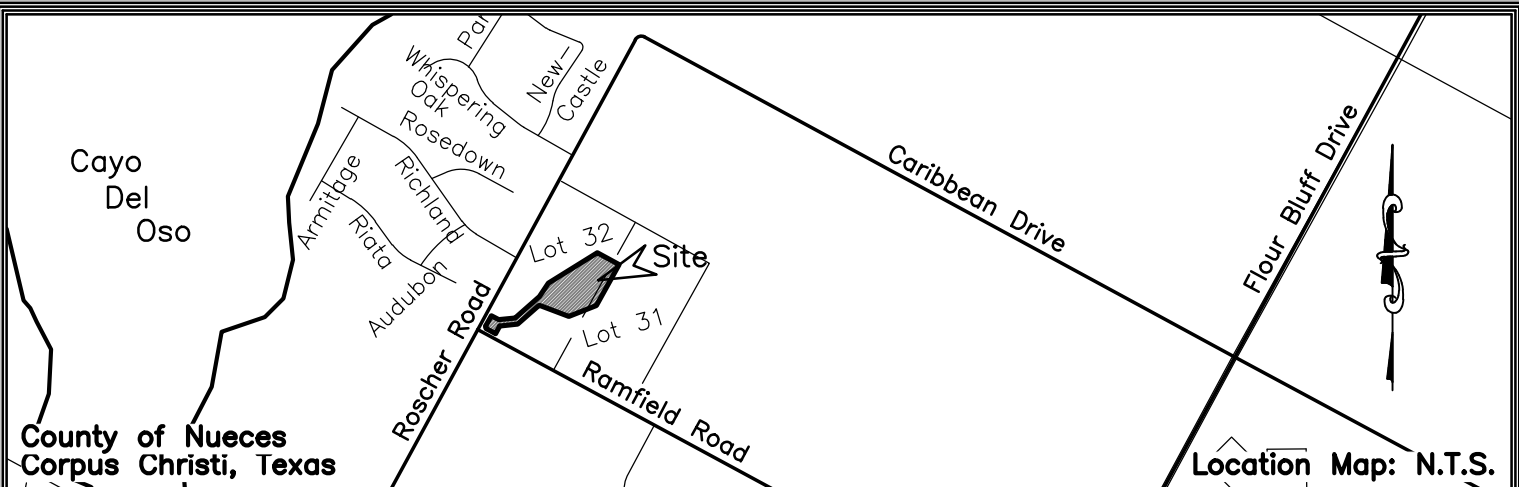 Par
Whispering
Oak
New-
Castle
Rosedown
Richland
Armitage
Riata
Audubon
Cayo
Del
Oso
Lot 32
Site
Lot 31
Roscher Road
Ramfield Road
Caribbean Drive
Flour Bluff Drive
County of Nueces
Corpus Christi, Texas
Location Map: N.T.S.